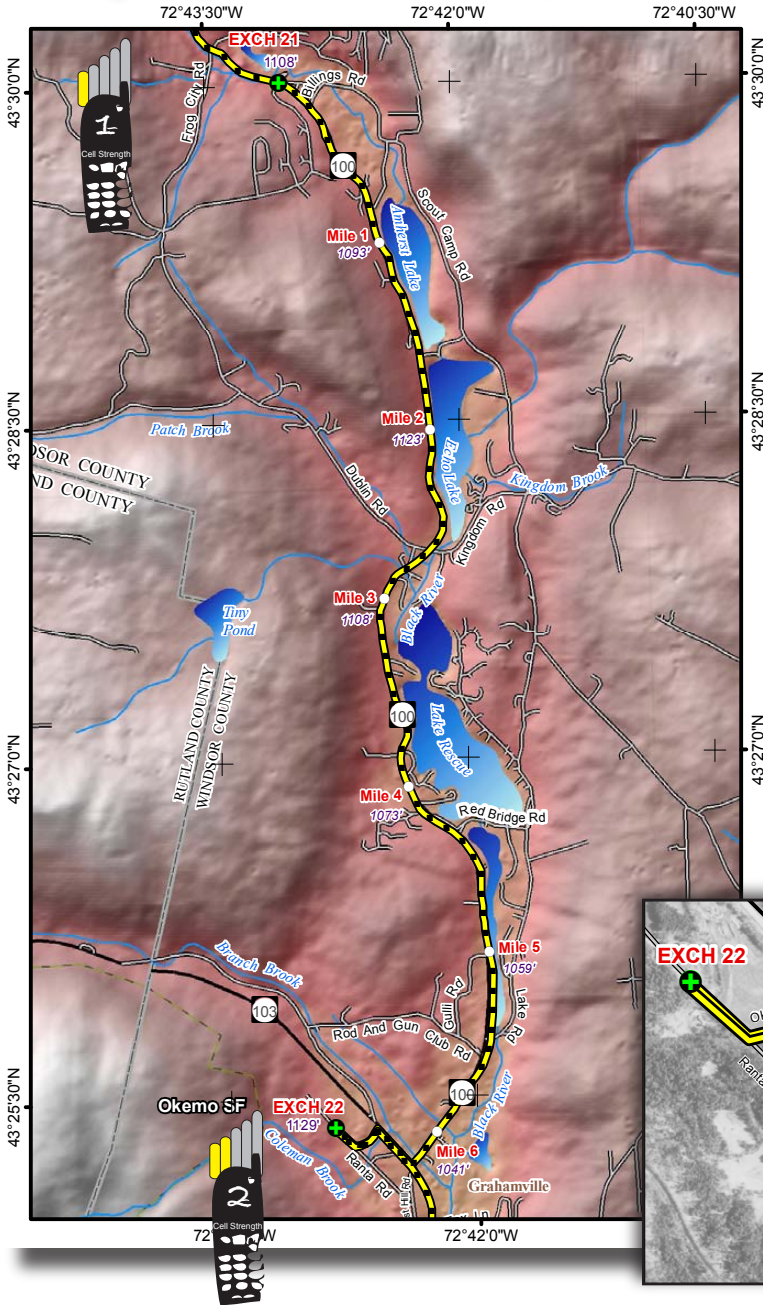 72°43'30"W
72°42'0"W
72°40'30"W
EXCH 21
1108'
Billings Rd
Frog City Rd
43°30'0"N
43°30'0"N
1
Cell Strength
100
Scout Camp Rd
Amherst Lake
Mile 1
1093'
43°28'30"N
43°28'30"N
Mile 2
1123'
Echo Lake
Patch Brook
DSOR COUNTY
ND COUNTY
Dublin Rd
Kingdom Brook
Kingdom Rd
Mile 3
1108'
Black River
Tiny
Pond
RUTLAND COUNTY
WINDSOR COUNTY
100
Lake Rescue
43°27'0"N
43°27'0"N
Mile 4
1073'
Red Bridge Rd
Mile 5
1059'
Branch Brook
Gulli Rd
Lake Rd
103
Rod And Gun Club Rd
100
43°25'30"N
Okemo SF
EXCH 22
1129'
Black River
Mile 6
1041'
Coleman Brook
Ranta Rd
Grahamville
2
Cell Strength
72°42'0"W
EXCH 22